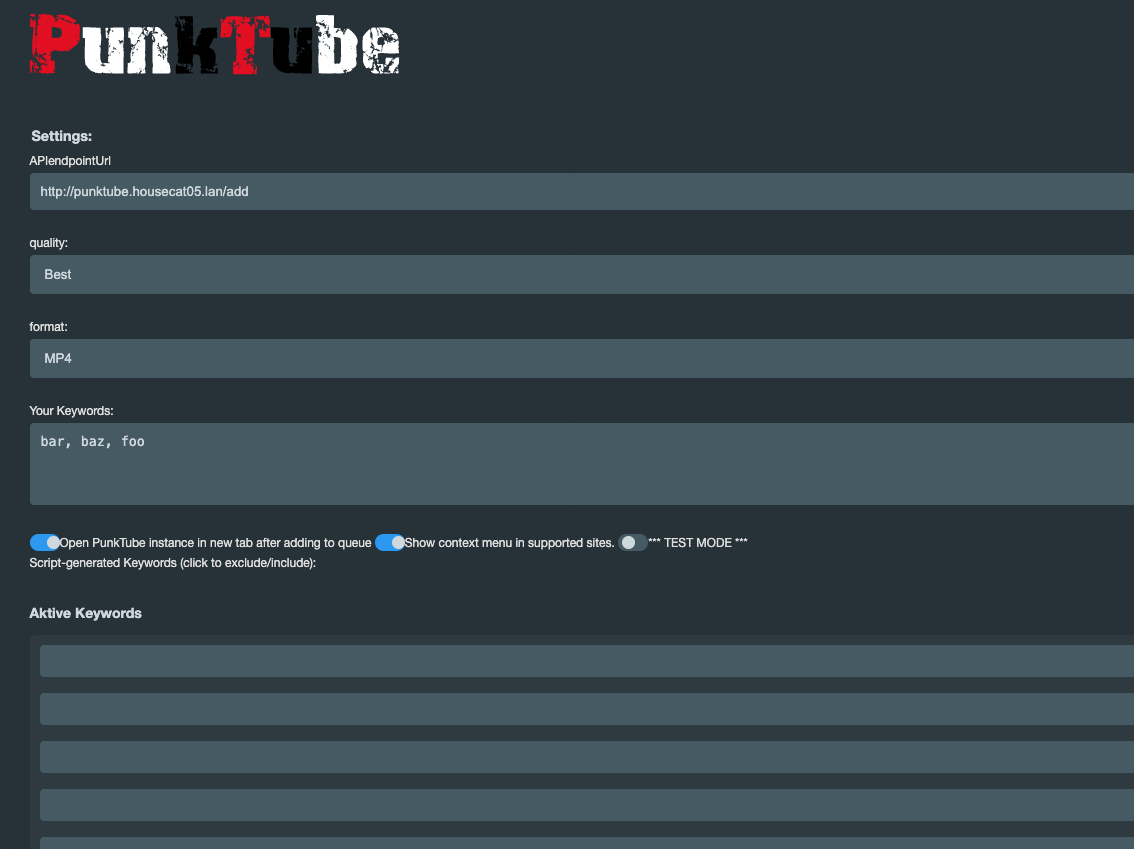 PunkTube
Settings:
APIendpointUrl
http://punktube.housecat05.lan/add
quality:
Best
format:
MP4
Your Keywords:
bar, baz, foo
Open PunkTube instance in new tab after adding to queue Show context menu in supported sites. *** TEST MODE ***
Script-generated Keywords (click to exclude/include):
Aktive Keywords